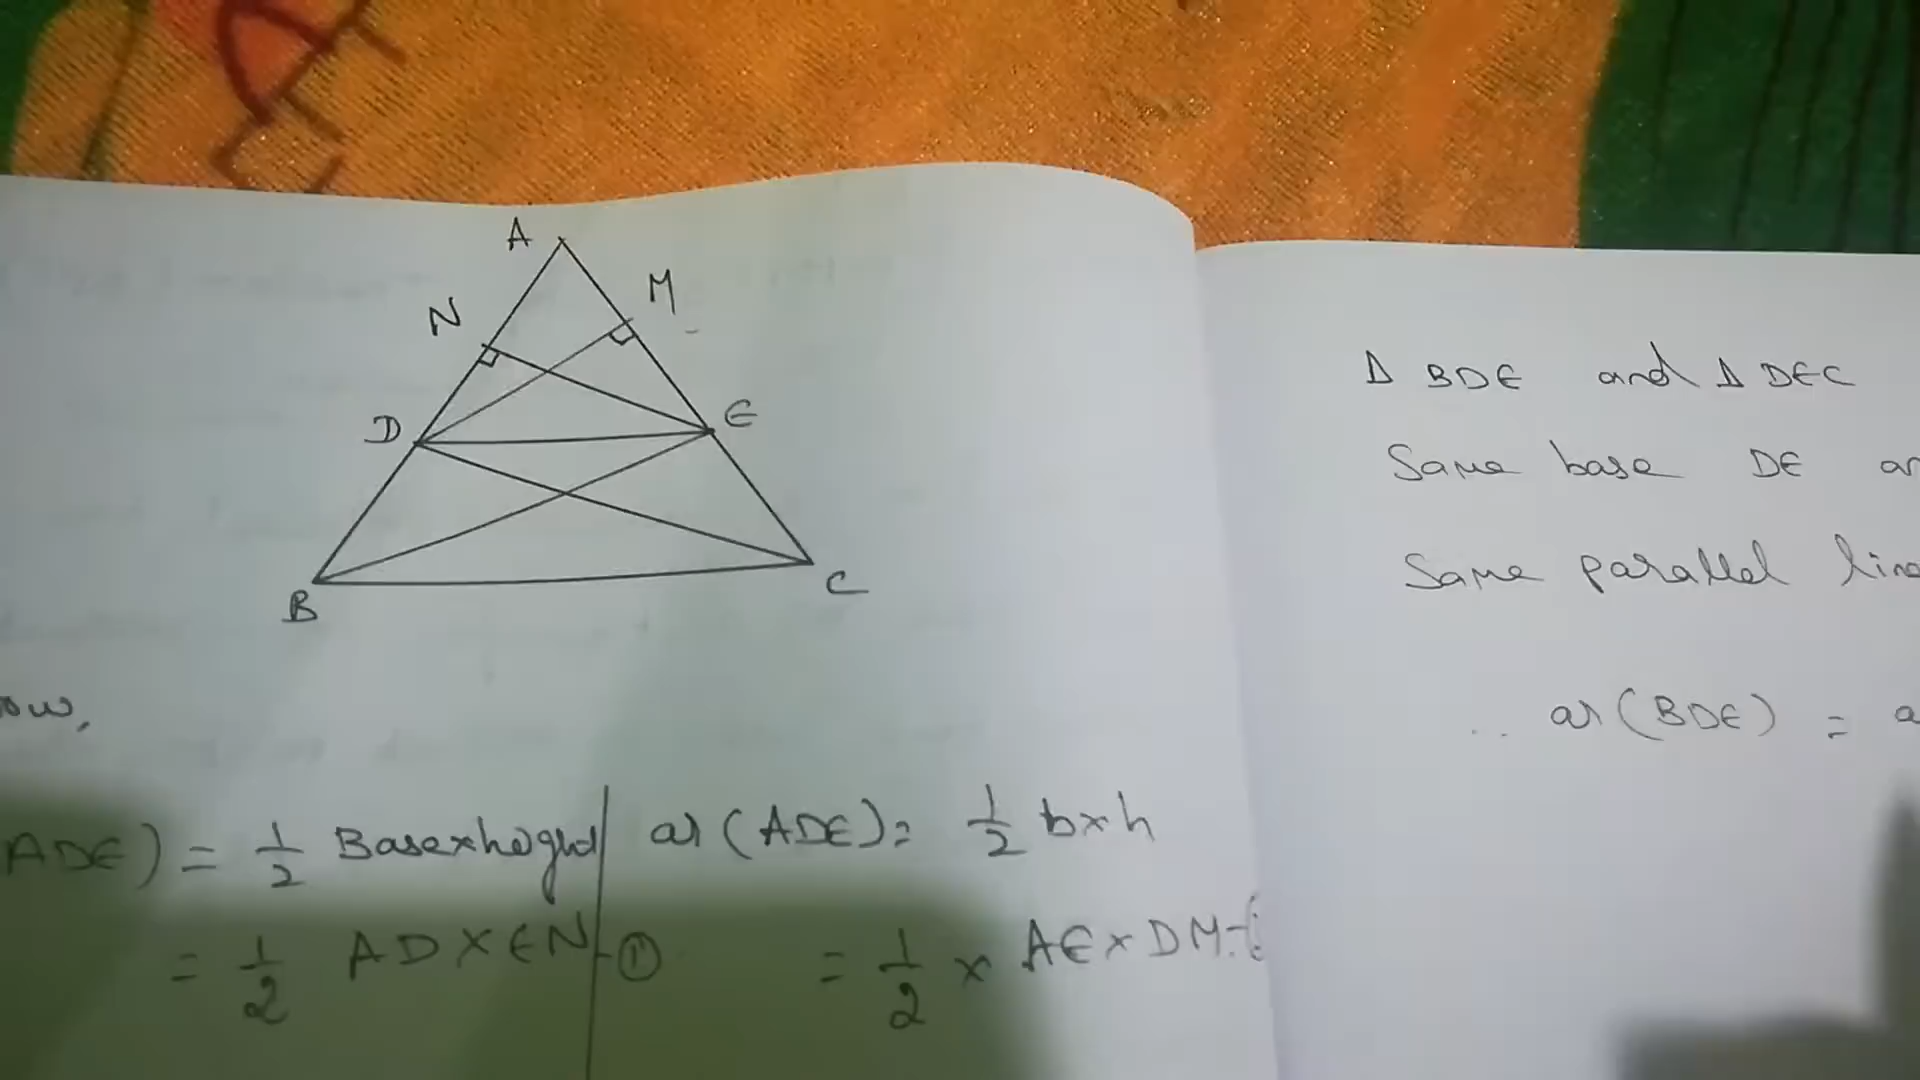 A
N
M
D
E
B
C
ADE) = 1/2 Base×height
= 1/2 AD × EN - ①
ar (ADE) = 1/2 b×h
= 1/2 × AE × DM -
Δ BDE and Δ DEC
Same base DE
Same parallel
ar (BDE) =